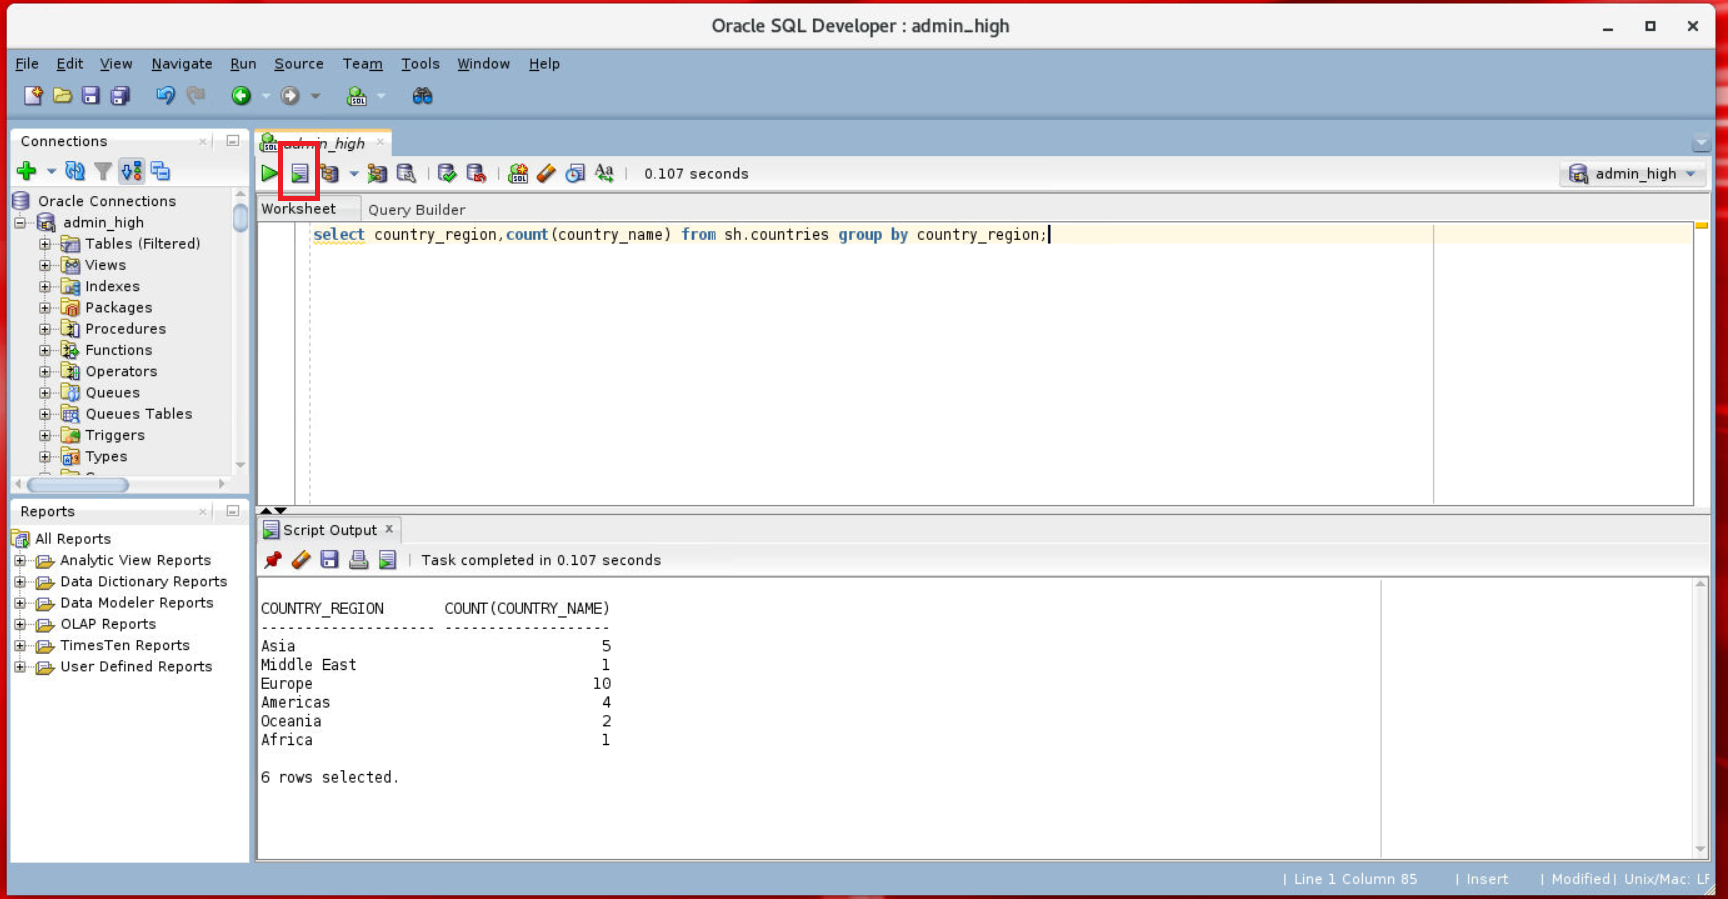 Oracle SQL Developer : admin_high
File Edit View Navigate Run Source Team Tools Window Help
SQL
Connections
admin_high
0.107 seconds
admin_high
Worksheet
Query Builder
select country_region,count(country_name) from sh.countries group by country_region;
Oracle Connections
admin_high
Tables (Filtered)
Views
Indexes
Packages
Procedures
Functions
Operators
Queues
Queues Tables
Triggers
Types
Reports
All Reports
Analytic View Reports
Data Dictionary Reports
Data Modeler Reports
OLAP Reports
TimesTen Reports
User Defined Reports
Script Output
Task completed in 0.107 seconds
COUNTRY_REGION COUNT(COUNTRY_NAME)
-------------------- -------------------
Asia 5
Middle East 1
Europe 10
Americas 4
Oceania 2
Africa 1
6 rows selected.
| Line 1 Column 85 | Insert | Modified | Unix/Mac: LF